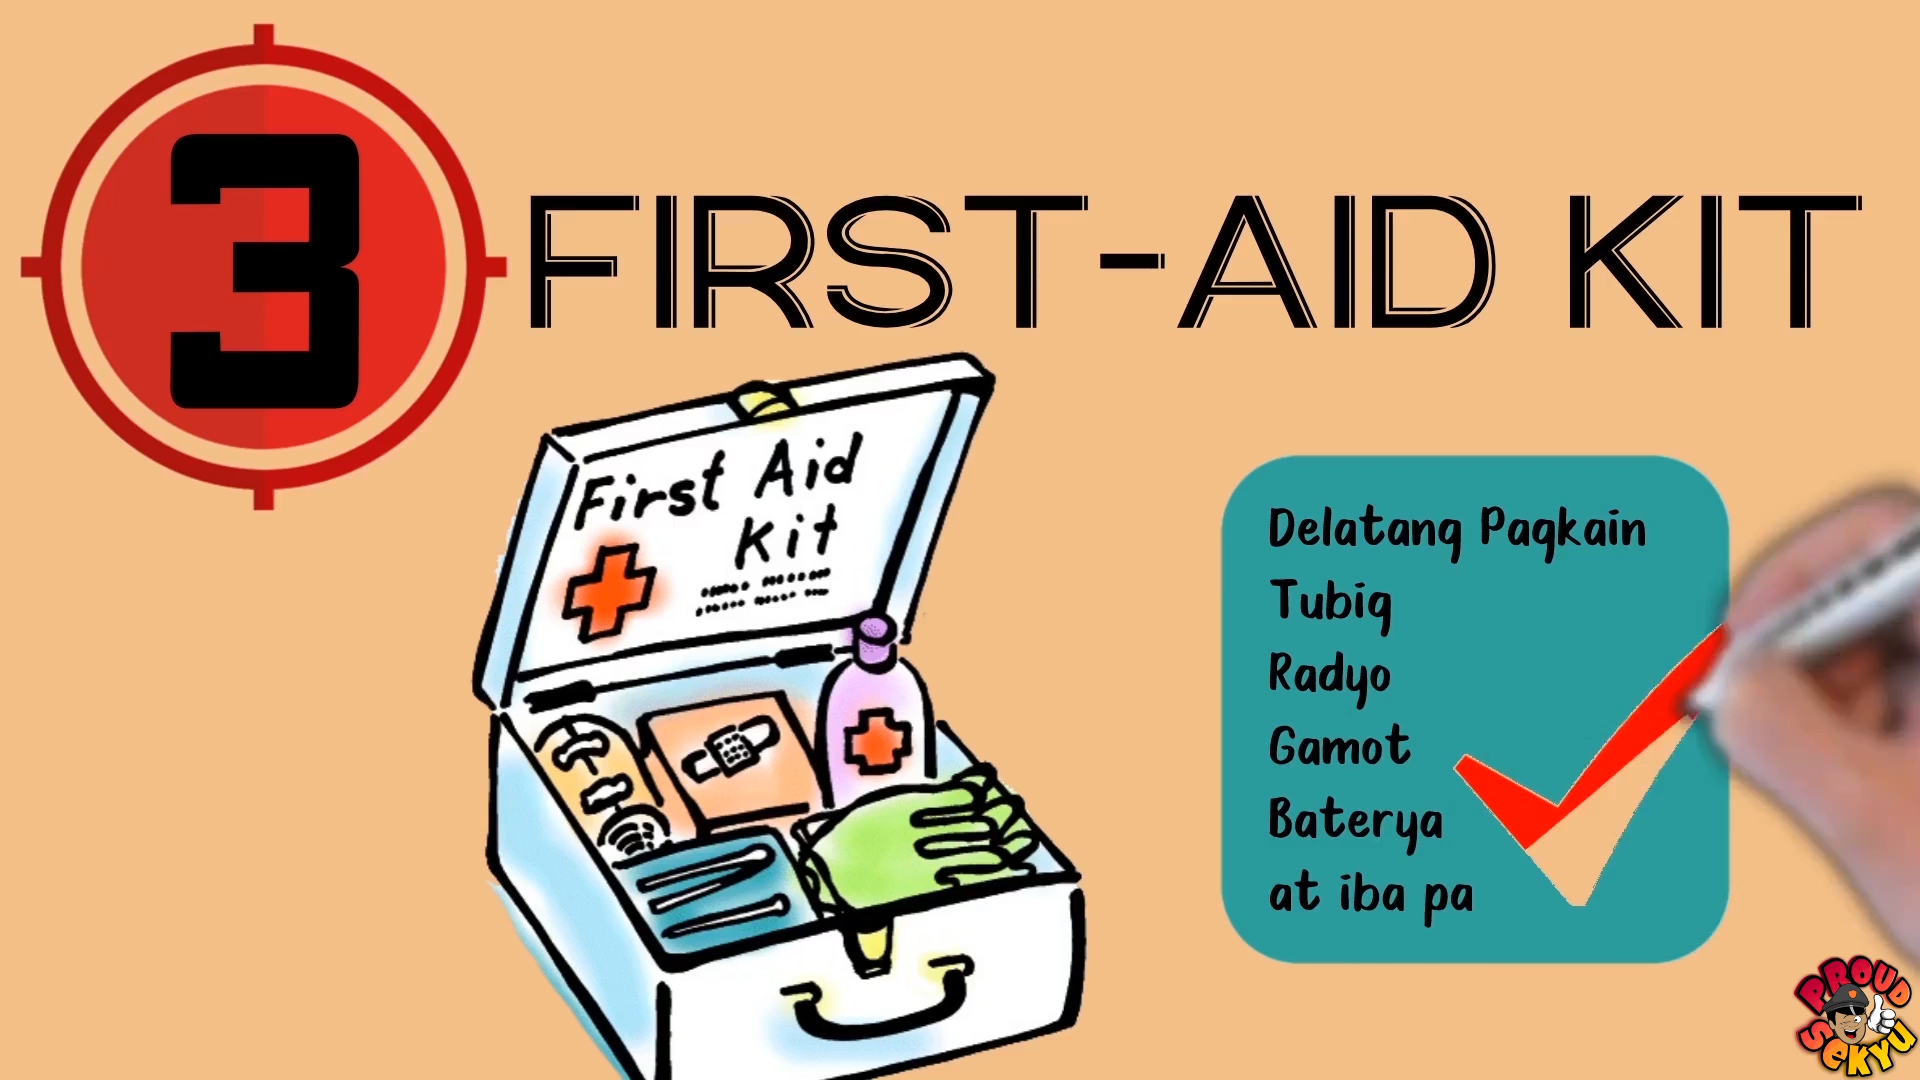 3
FIRST-AID KIT
First Aid
Kit
Delatang Pagkain
Tubig
Radyo
Gamot
Baterya
at iba pa
PROUD
SEKYU